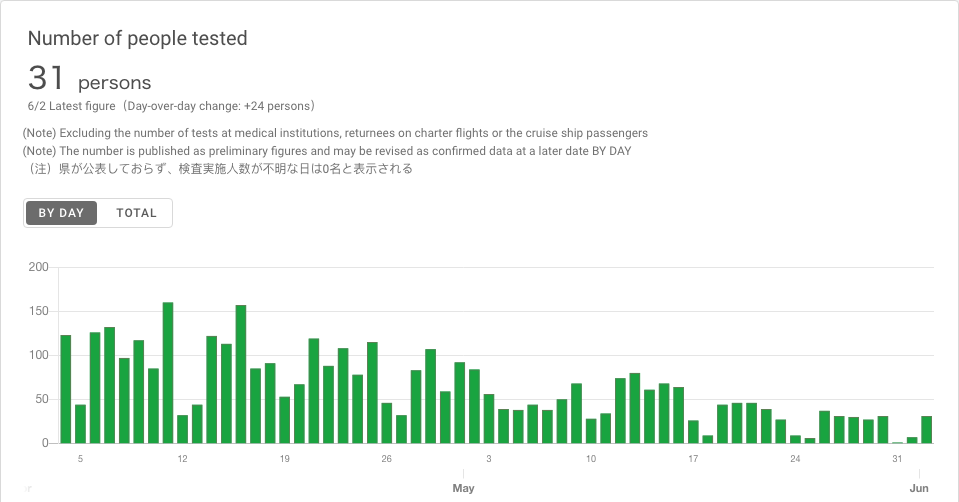 Number of people tested
31 persons
6/2 Latest figure（Day-over-day change: +24 persons）
(Note) Excluding the number of tests at medical institutions, returnees on charter flights or the cruise ship passengers
(Note) The number is published as preliminary figures and may be revised as confirmed data at a later date BY DAY
（注）県が公表しておらず、検査実施人数が不明な日は0名と表示される
BY DAY TOTAL
200
150
100
50
0
5 12 19 26 3 10 17 24 31
May Jun